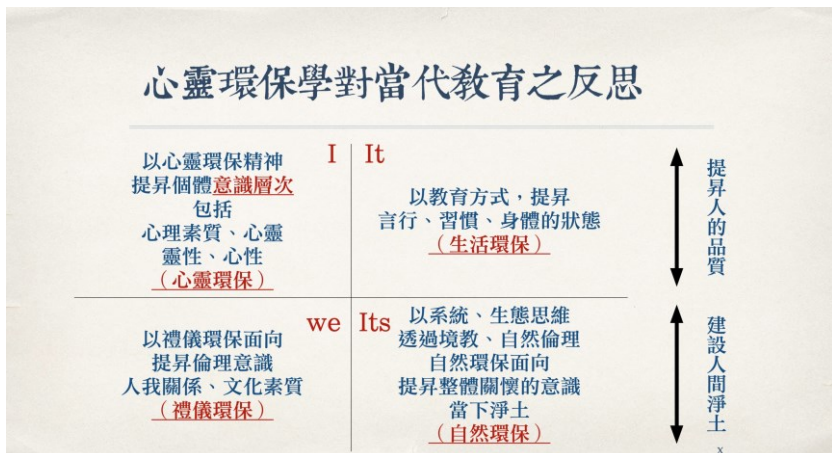 心靈環保學對當代教育之反思
以心靈環保精神
提昇個體意識層次
包括
心理素質、心靈
靈性、心性
（心靈環保）
I
It
以教育方式，提昇
言行、習慣、身體的狀態
（生活環保）
提昇人的品質
we
以禮儀環保面向
提昇倫理意識
人我關係、文化素質
（禮儀環保）
Its
以系統、生態思維
透過境教、自然倫理
自然環保面向
提昇整體關懷的意識
當下淨土
（自然環保）
建設人間淨土
x